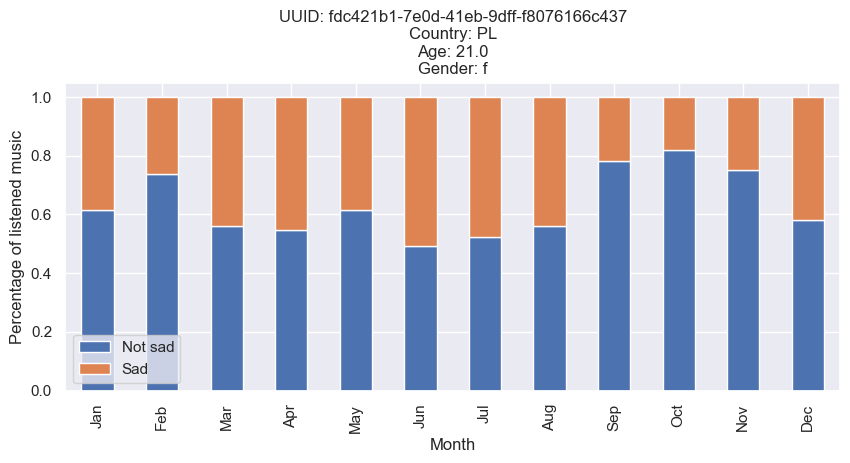 UUID: fdc421b1-7e0d-41eb-9dff-f8076166c437
Country: PL
Age: 21.0
Gender: f
Percentage of listened music
1.0
0.8
0.6
0.4
0.2
0.0
Not sad
Sad
Jan
Feb
Mar
Apr
May
Jun
Jul
Aug
Sep
Oct
Nov
Dec
Month